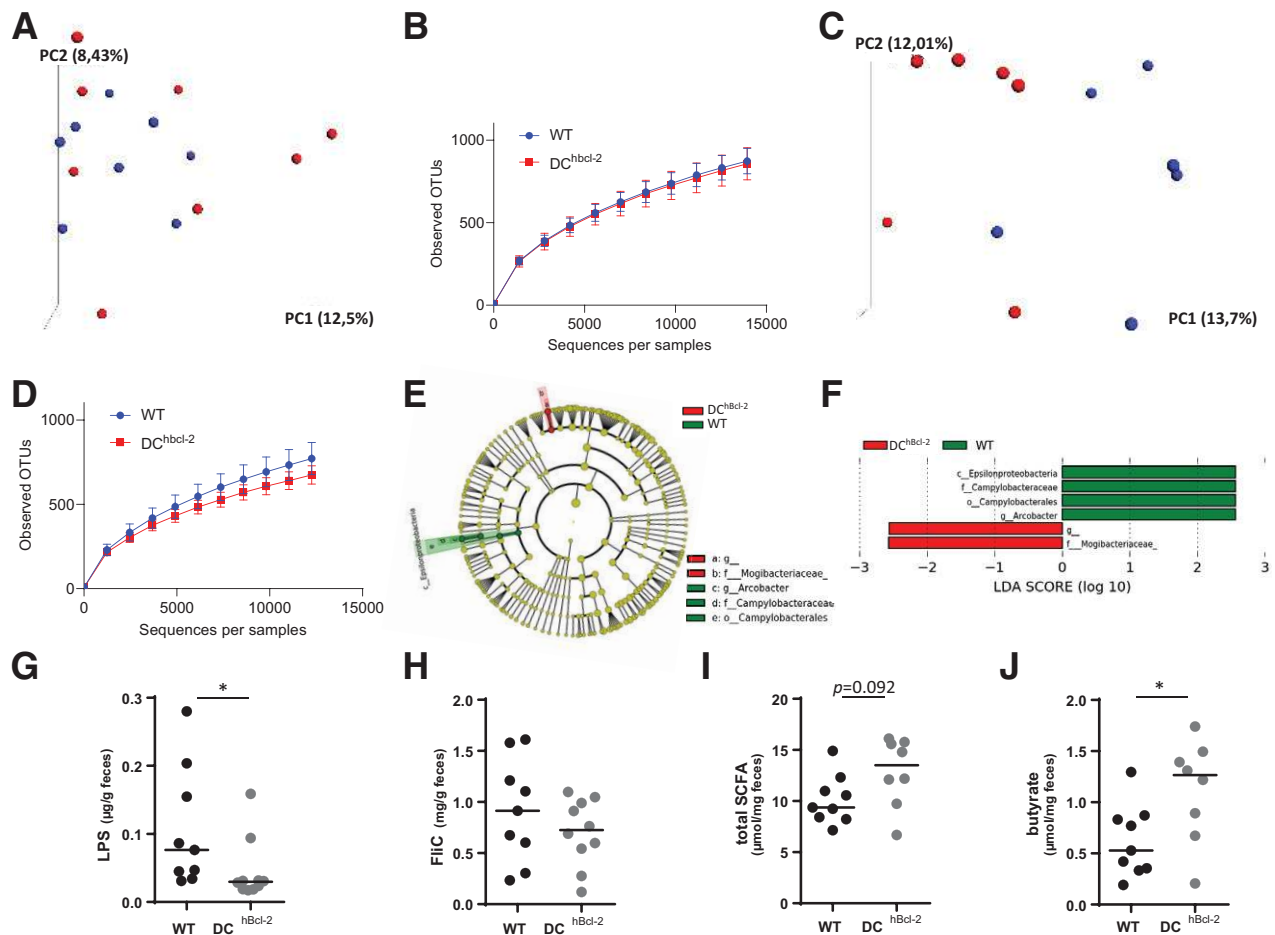 A
PC2 (8,43%)
PC1 (12,5%)
B
WT
DChbcl-2
1000
500
0
Observed OTUs
0 5000 10000 15000
Sequences per samples
C
PC2 (12,01%)
PC1 (13,7%)
D
WT
DChbcl-2
1000
500
0
Observed OTUs
0 5000 10000 15000
Sequences per samples
E
DChBcl-2
WT
c_Epsilonproteobacteria
a: g__
b: f___Mogibacteriaceae_
c: g__Arcobacter
d: f__Campylobacteraceae
e: o__Campylobacterales
F
DChBcl-2
WT
c__Epsilonproteobacteria
f__Campylobacteraceae
o__Campylobacterales
g__Arcobacter
g__
f___Mogibacteriaceae_
−3 −2 −1 0 1 2 3
LDA SCORE (log 10)
G
*
0.3
0.2
0.1
0.0
LPS
(µg/g feces)
WT DC hBcl-2
H
2.0
1.5
1.0
0.5
0.0
FliC
(mg/g feces)
WT DC hBcl-2
I
p=0.092
20
15
10
5
0
total SCFA
(µmol/mg feces)
WT DC hBcl-2
J
*
2.0
1.5
1.0
0.5
0.0
butyrate
(µmol/mg feces)
WT DC hBcl-2